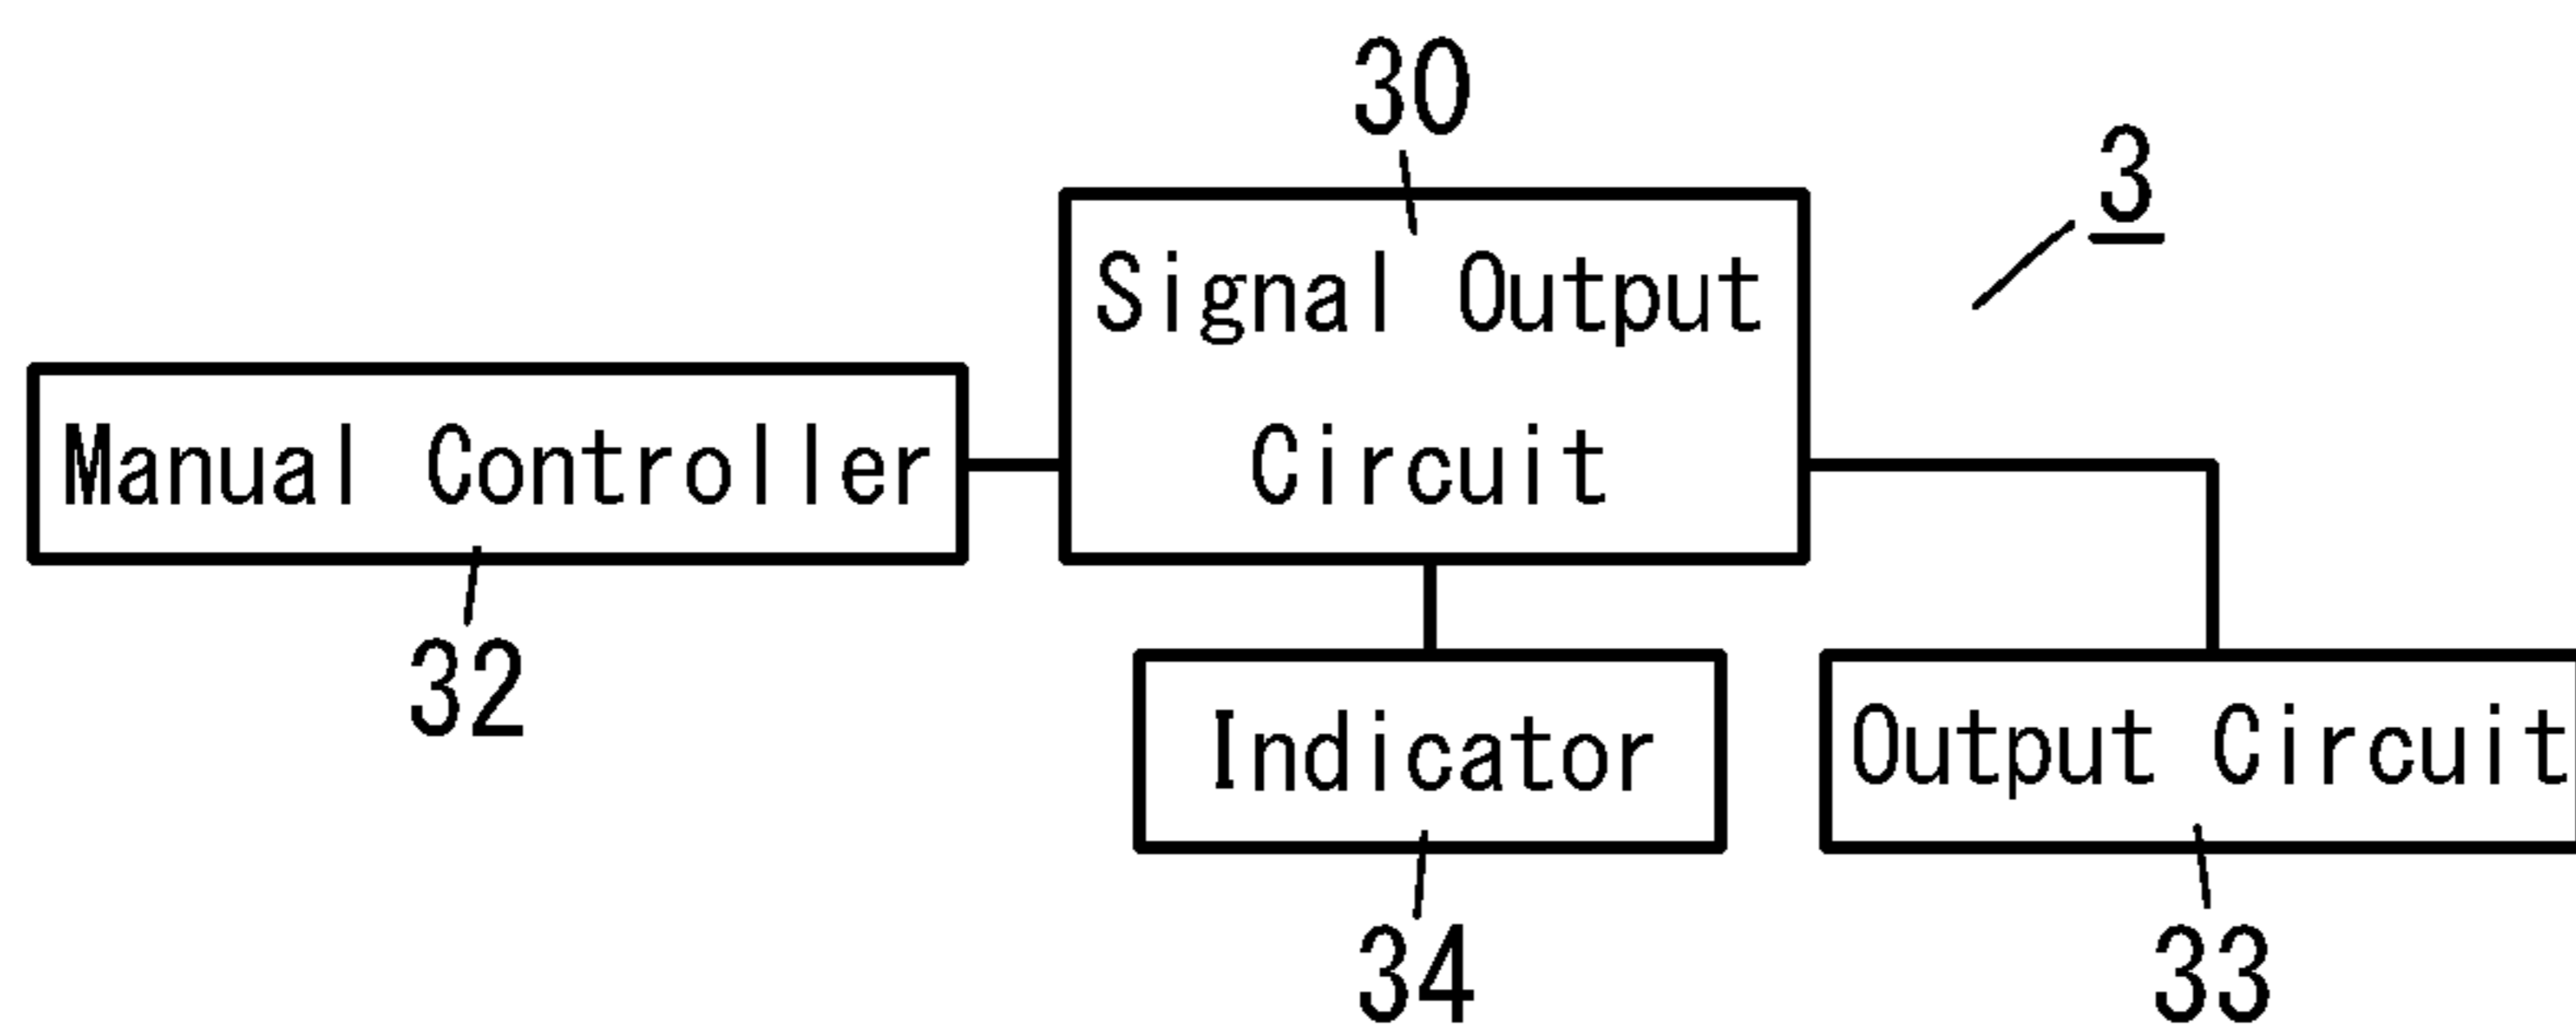 30
3
Signal Output
Circuit
Manual Controller
32
Indicator
Output Circuit
34
33